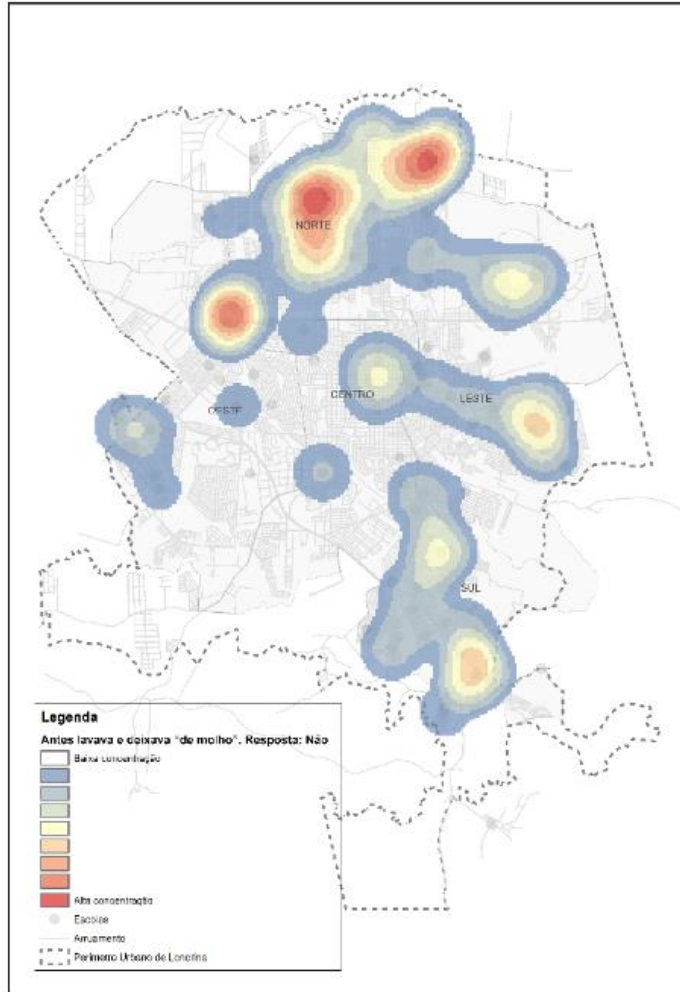 NORTE
CENTRO
LESTE
OESTE
SUL
Legenda
Antes lavava e deixava "de molho". Resposta: Não
Baixa concentração
Alta concentração
Escolas
Arruamento
Perímetro Urbano de Londrina